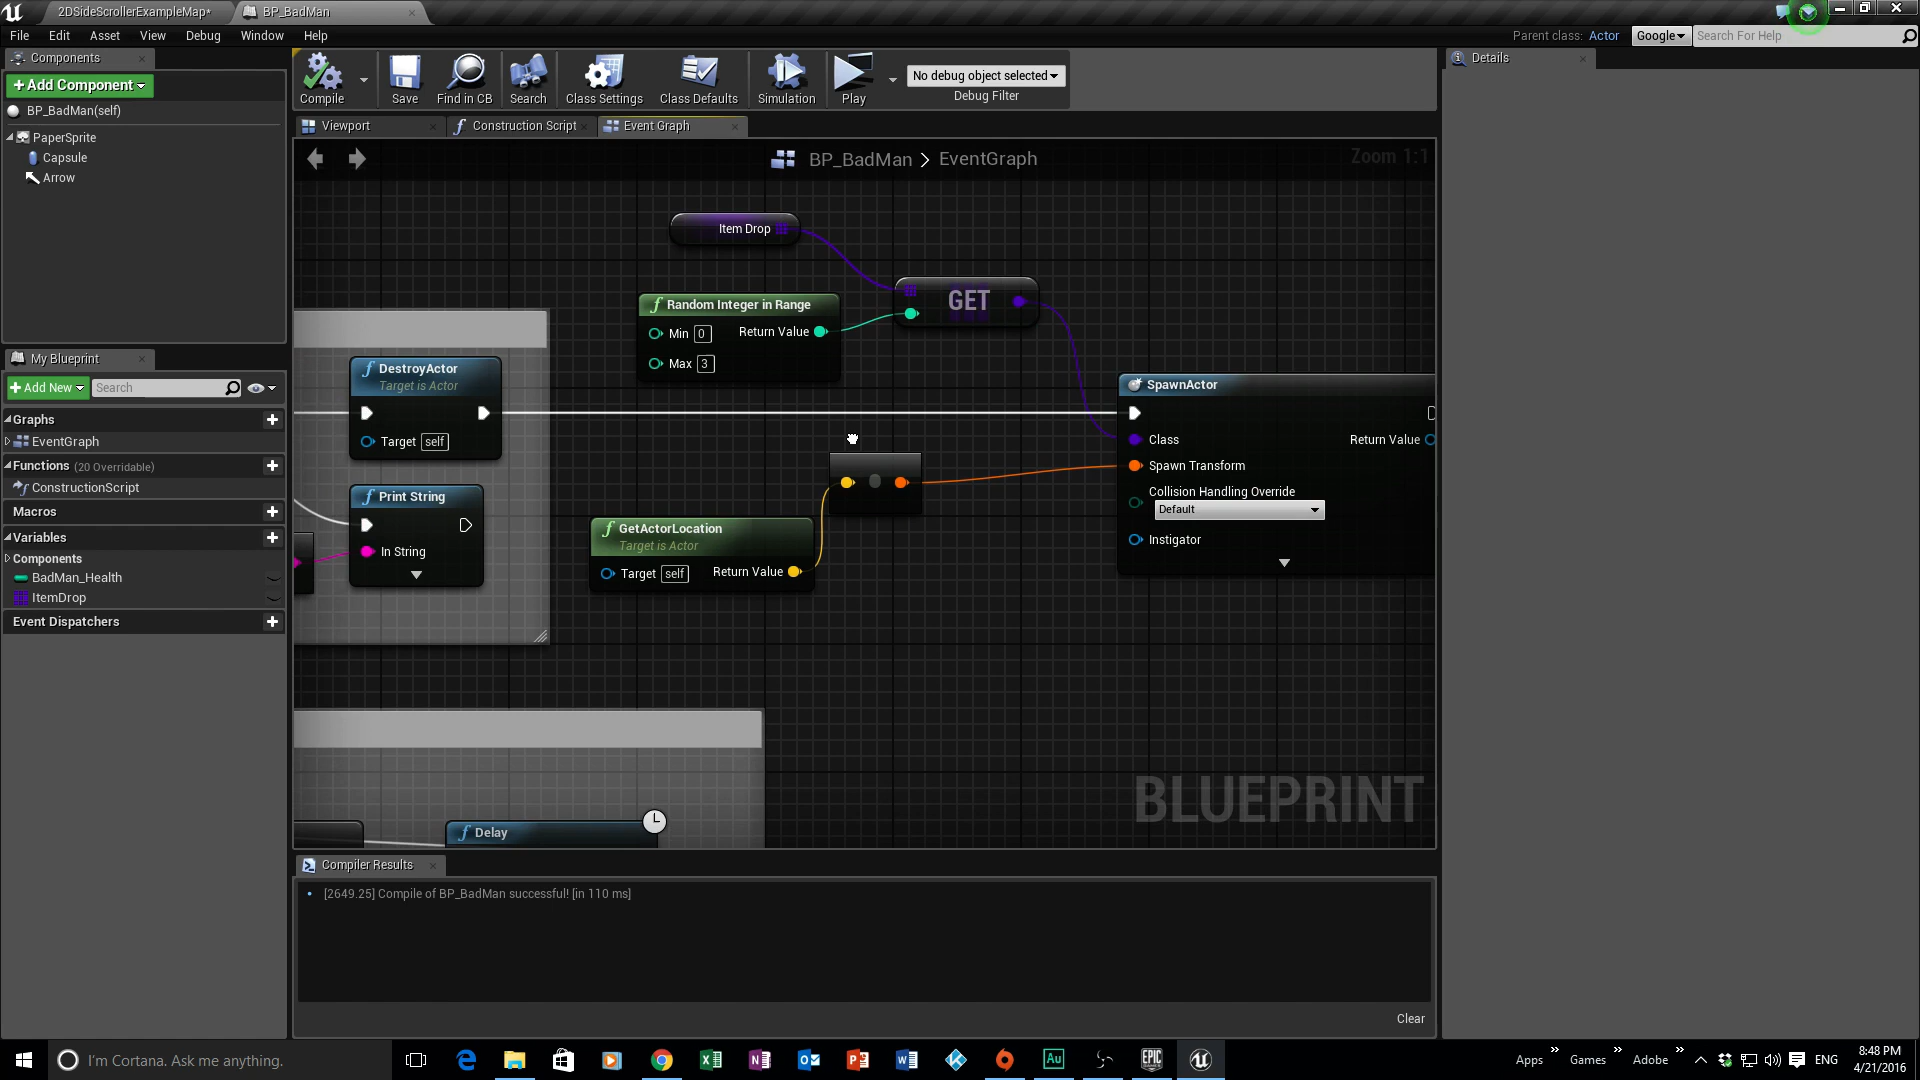 2DSideScrollerExampleMap*
BP_BadMan
File Edit Asset View Debug Window Help
Parent class: Actor Google Search For Help
Components
Details
+Add Component
BP_BadMan(self)
PaperSprite
Capsule
Arrow
Compile
Save
Find in CB
Search
Class Settings
Class Defaults
Simulation
Play
No debug object selected
Debug Filter
Viewport
Construction Script
Event Graph
BP_BadMan > EventGraph
Zoom 1:1
Item Drop
GET
Random Integer in Range
Min 0 Return Value
Max 3
DestroyActor
Target is Actor
Target self
SpawnActor
Class Return Value
Spawn Transform
Collision Handling Override
Default
Instigator
Print String
In String
GetActorLocation
Target is Actor
Target self Return Value
Delay
BLUEPRINT
My Blueprint
+Add New Search
Graphs
EventGraph
Functions (20 Overridable)
ConstructionScript
Macros
Variables
Components
BadMan_Health
ItemDrop
Event Dispatchers
Compiler Results
[2649.25] Compile of BP_BadMan successful! [in 110 ms]
Clear
I'm Cortana. Ask me anything.
Au
EPIC
GAMES
Apps » Games » Adobe » ENG
8:48 PM
4/21/2016